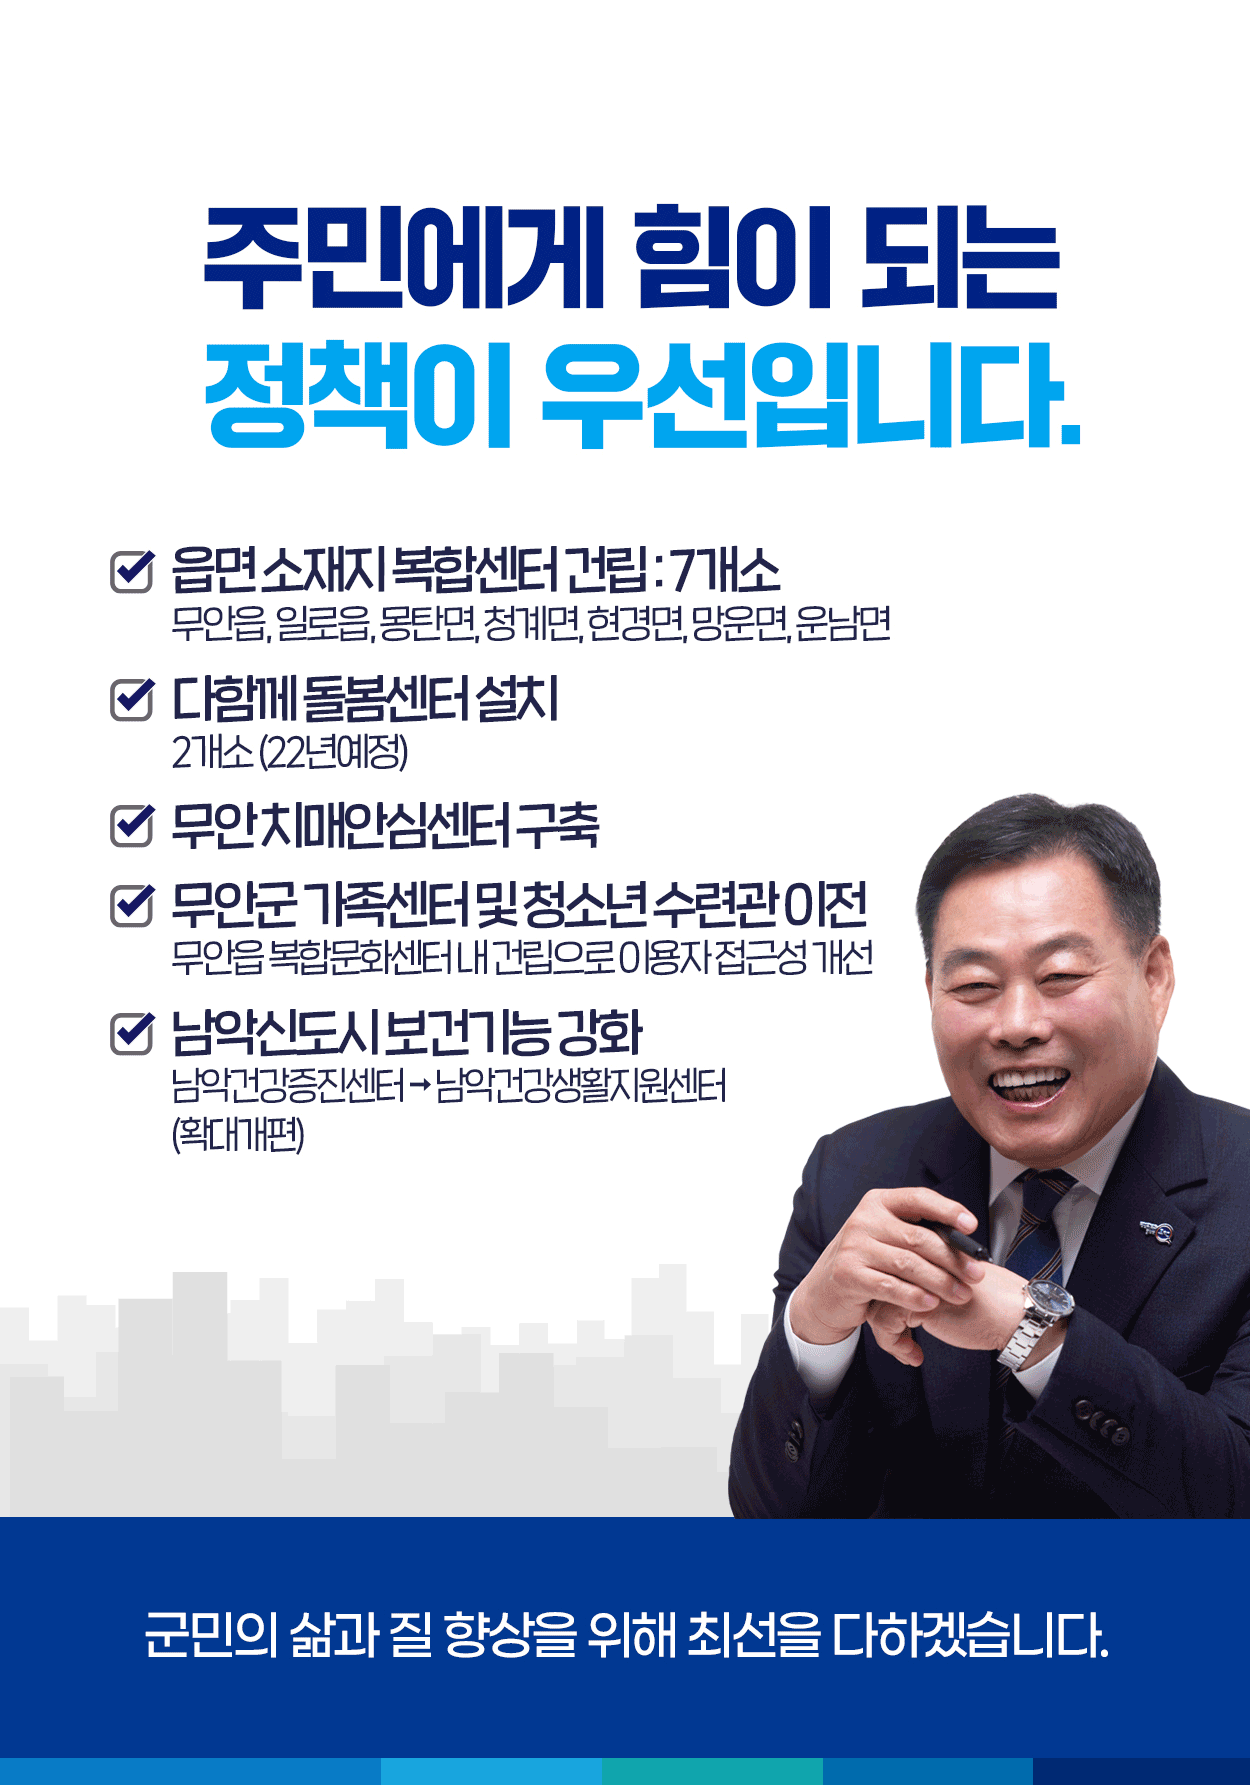 주민에게 힘이 되는
정책이 우선입니다.
읍면 소재지 복합센터 건립 : 7개소
무안읍, 일로읍, 몽탄면, 청계면, 현경면, 망운면, 운남면
다함께 돌봄센터 설치
2개소 (22년예정)
무안 치매안심센터 구축
무안군 가족센터 및 청소년 수련관 이전
무안읍 복합문화센터 내 건립으로 이용자 접근성 개선
남악신도시 보건기능 강화
남악건강증진센터 → 남악건강생활지원센터
(확대개편)
군민의 삶과 질 향상을 위해 최선을 다하겠습니다.